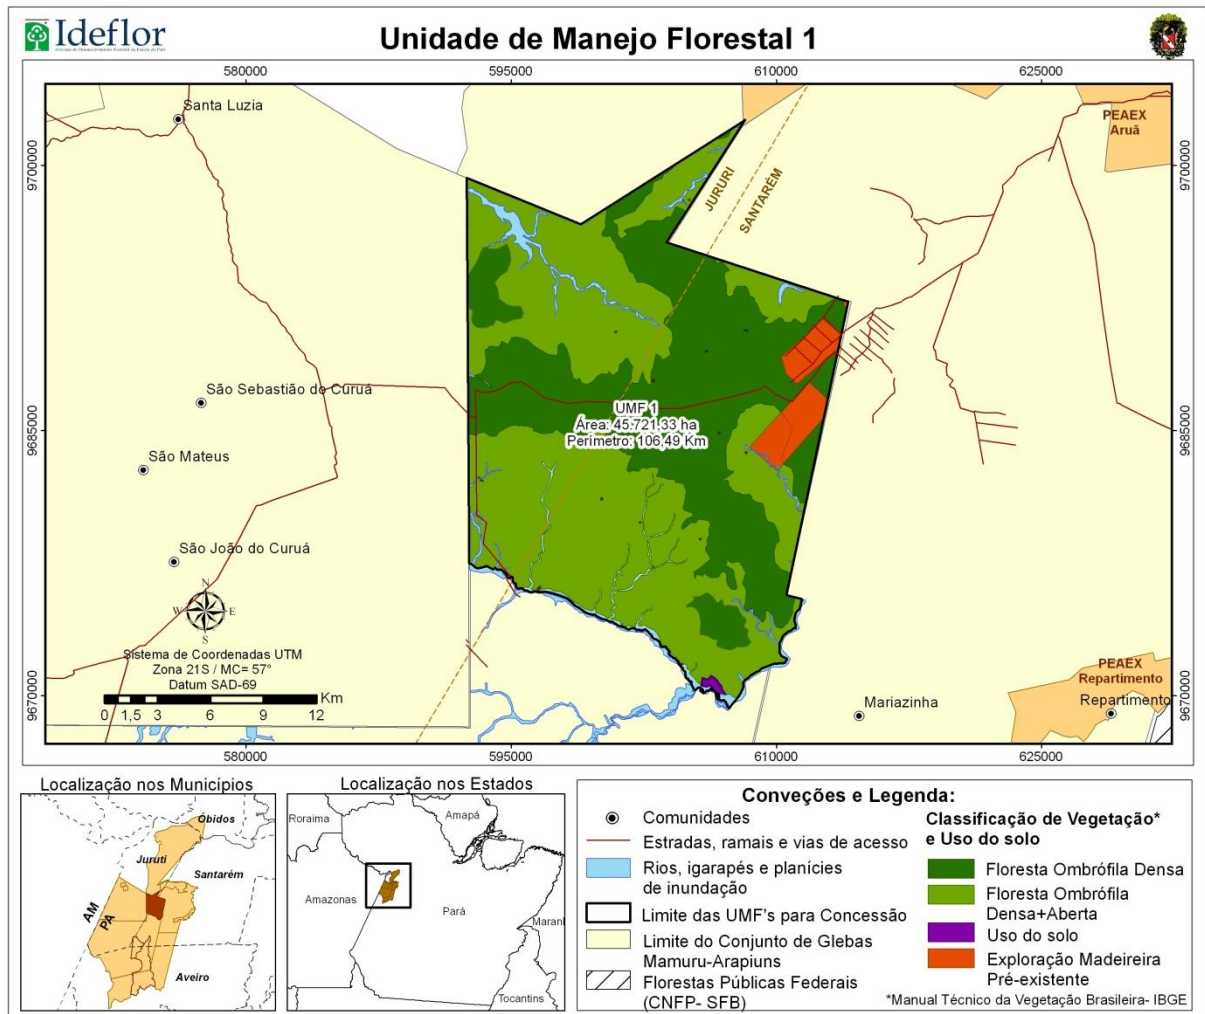 Ideflor
Unidade de Manejo Florestal 1
580000 595000 610000 625000
9700000
9685000
9670000
9700000
9685000
9670000
Santa Luzia
PEAEX
Aruã
JURURI
SANTARÉM
São Sebastião do Curuá
UMF 1
Área: 45.721,33 ha
Perímetro: 106,49 Km
São Mateus
São João do Curuá
N
W E
S
Sistema de Coordenadas UTM
Zona 21S / MC= 57°
Datum SAD-69
Km
0 1,5 3 6 9 12
PEAEX
Repartimento
Repartimento
Mariazinha
580000 595000 610000 625000
Localização nos Municípios
Óbidos
Juruti
Santarém
AM
PA
Aveiro
Localização nos Estados
Roraima
Amapá
Amazonas
Pará
Maranh
Tocantins
Conveções e Legenda:
Comunidades
Estradas, ramais e vias de acesso
Rios, igarapés e planícies
de inundação
Limite das UMF's para Concessão
Limite do Conjunto de Glebas
Mamuru-Arapiuns
Florestas Públicas Federais
(CNFP- SFB)
Classificação de Vegetação*
e Uso do solo
Floresta Ombrófila Densa
Floresta Ombrófila
Densa+Aberta
Uso do solo
Exploração Madeireira
Pré-existente
*Manual Técnico da Vegetação Brasileira- IBGE